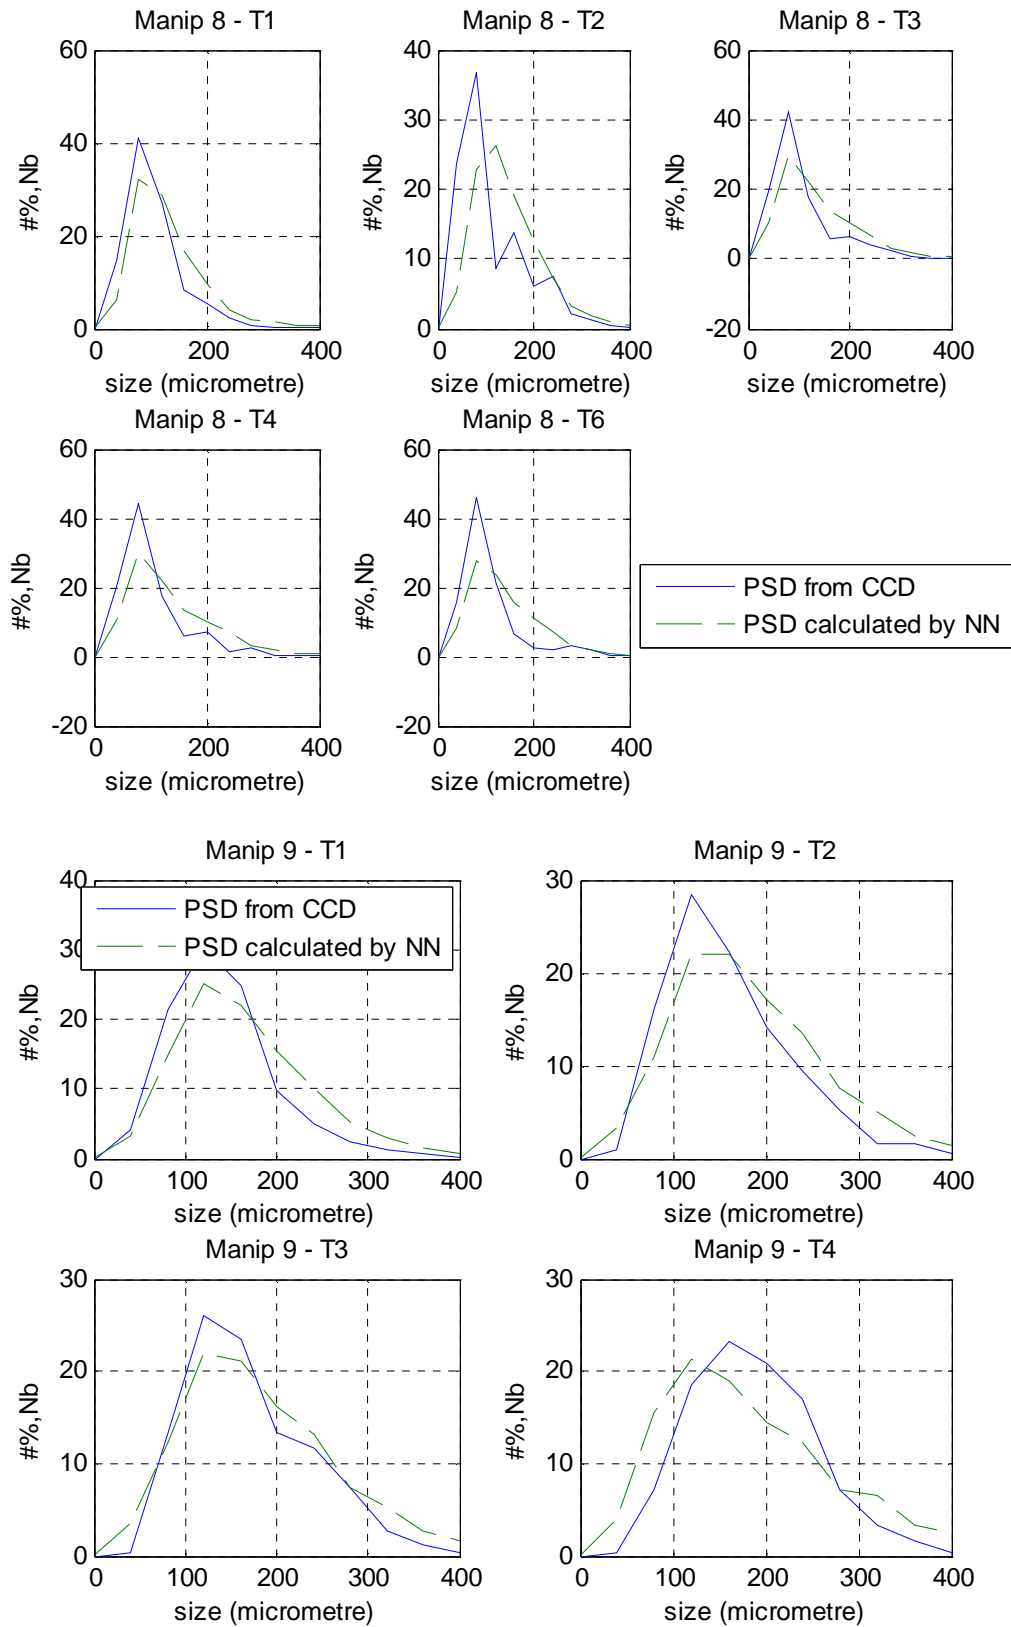 Manip 8 - T1
Manip 8 - T2
Manip 8 - T3
60
40
20
0
#%,Nb
0
200
400
size (micrometre)
40
30
20
10
0
#%,Nb
0
200
400
size (micrometre)
60
40
20
0
-20
#%,Nb
0
200
400
size (micrometre)
Manip 8 - T4
Manip 8 - T6
60
40
20
0
-20
#%,Nb
0
200
400
size (micrometre)
60
40
20
0
-20
#%,Nb
0
200
400
size (micrometre)
PSD from CCD
PSD calculated by NN
Manip 9 - T1
Manip 9 - T2
40
PSD from CCD
PSD calculated by NN
30
20
10
0
#%,Nb
0
100
200
300
400
size (micrometre)
30
20
10
0
#%,Nb
0
100
200
300
400
size (micrometre)
Manip 9 - T3
Manip 9 - T4
30
20
10
0
#%,Nb
0
100
200
300
400
size (micrometre)
30
20
10
0
#%,Nb
0
100
200
300
400
size (micrometre)